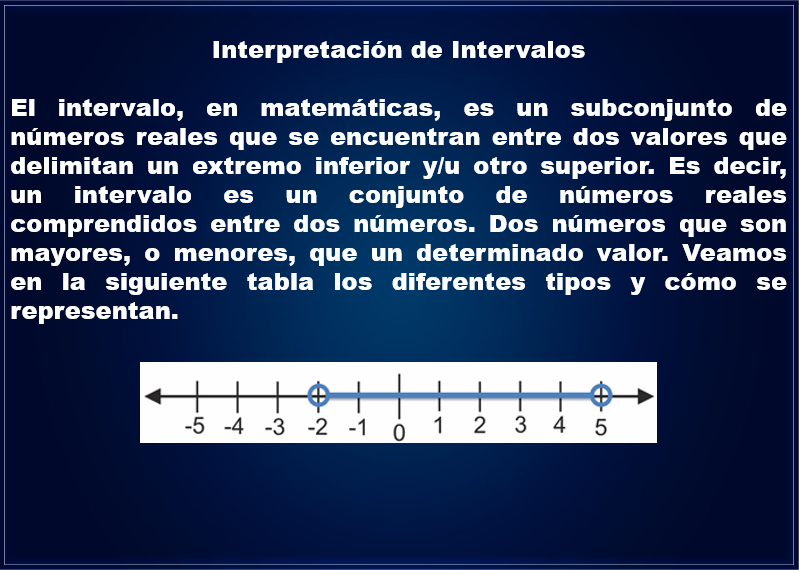 Interpretación de Intervalos
El intervalo, en matemáticas, es un subconjunto de
números reales que se encuentran entre dos valores que
delimitan un extremo inferior y/u otro superior. Es decir,
un intervalo es un conjunto de números reales
comprendidos entre dos números. Dos números que son
mayores, o menores, que un determinado valor. Veamos
en la siguiente tabla los diferentes tipos y cómo se
representan.
-5 -4 -3 -2 -1 0 1 2 3 4 5